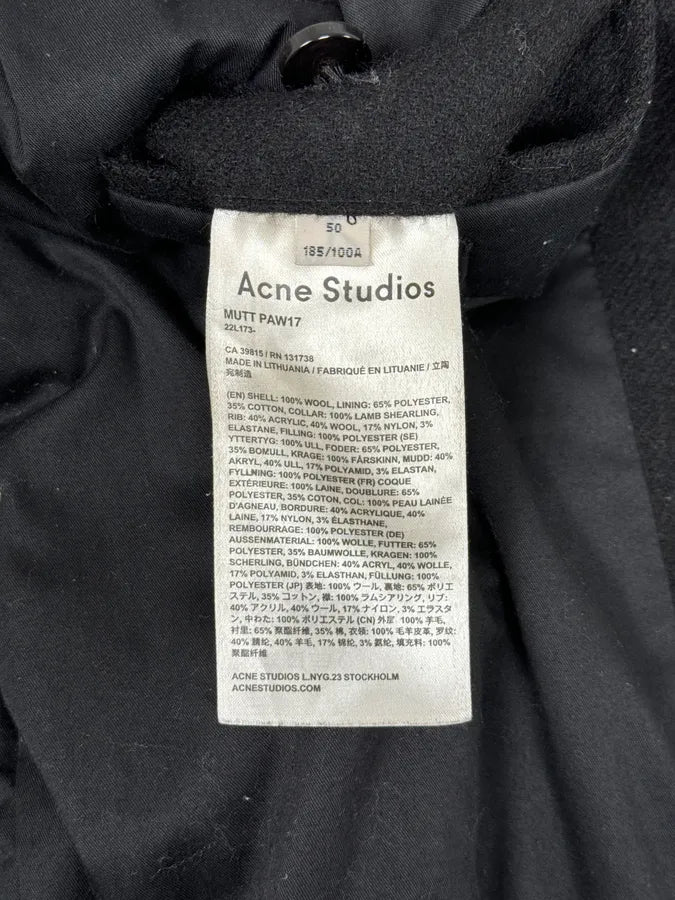 50
185/100A
Acne Studios
MUTT PAW17
22L173-
CA 39815 / RN 131738
MADE IN LITHUANIA / FABRIQUÉ EN LITUANIE / 立陶
宛制造
(EN) SHELL: 100% WOOL, LINING: 65% POLYESTER,
35% COTTON, COLLAR: 100% LAMB SHEARLING,
RIB: 40% ACRYLIC, 40% WOOL, 17% NYLON, 3%
ELASTANE, FILLING: 100% POLYESTER (SE)
YTTERTYG: 100% ULL, FODER: 65% POLYESTER,
35% BOMULL, KRAGE: 100% FÅRSKINN, MUDD: 40%
AKRYL, 40% ULL, 17% POLYAMID, 3% ELASTAN,
FYLLNING: 100% POLYESTER (FR) COQUE
EXTÉRIEURE: 100% LAINE, DOUBLURE: 65%
POLYESTER, 35% COTON, COL: 100% PEAU LAINÉE
D'AGNEAU, BORDURE: 40% ACRYLIQUE, 40%
LAINE, 17% NYLON, 3% ÉLASTHANE,
REMBOURRAGE: 100% POLYESTER (DE)
AUSSENMATERIAL: 100% WOLLE, FUTTER: 65%
POLYESTER, 35% BAUMWOLLE, KRAGEN: 100%
SCHERLING, BÜNDCHEN: 40% ACRYL, 40% WOLLE,
17% POLYAMID, 3% ELASTHAN, FÜLLUNG: 100%
POLYESTER (JP) 表地: 100% ウール, 裏地: 65% ポリエ
ステル, 35% コットン, 襟: 100% ラムシアリング, リブ:
40% アクリル, 40% ウール, 17% ナイロン, 3% エラスタ
ン, 中わた: 100% ポリエステル (CN) 外层 100% 羊毛,
衬里: 65% 聚酯纤维, 35% 棉, 衣领: 100% 毛羊皮革, 罗纹:
40% 腈纶, 40% 羊毛, 17% 锦纶, 3% 氨纶, 填充料: 100%
聚酯纤维
ACNE STUDIOS L.NYG.23 STOCKHOLM
ACNESTUDIOS.COM